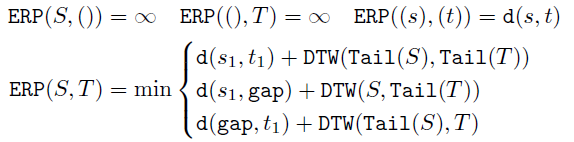 ERP(S, ()) = ∞ ERP((), T) = ∞ ERP((s), (t)) = d(s, t)
ERP(S, T) = min { d(s₁, t₁) + DTW(Tail(S), Tail(T))
d(s₁, gap) + DTW(S, Tail(T))
d(gap, t₁) + DTW(Tail(S), T)